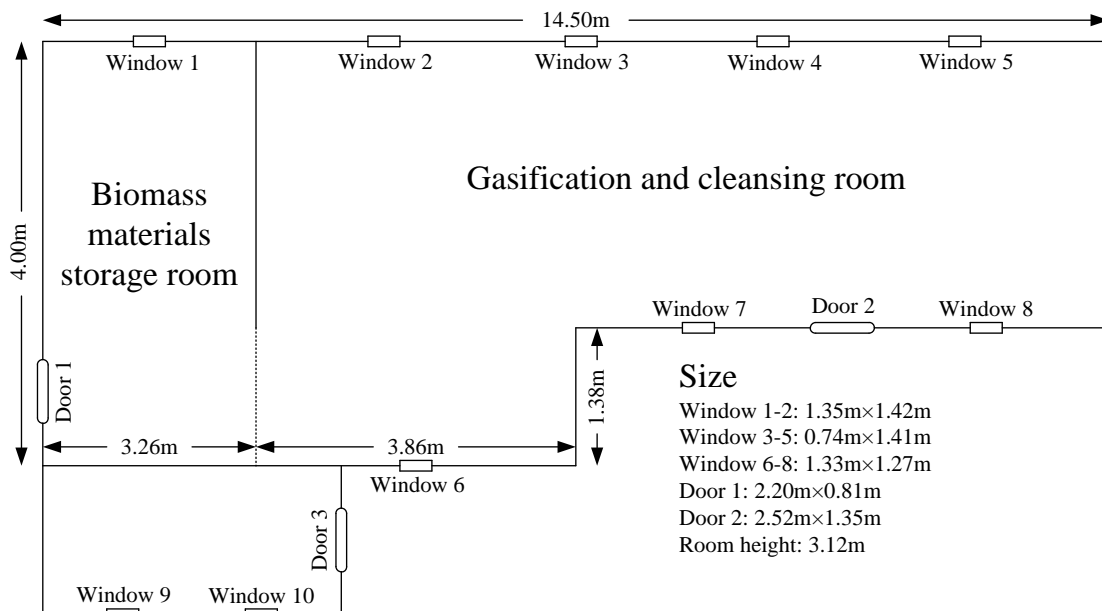 14.50m
Window 1
Window 2
Window 3
Window 4
Window 5
4.00m
Biomass
materials
storage room
Gasification and cleansing room
Window 7
Door 2
Window 8
Door 1
1.38m
3.26m
3.86m
Window 6
Size
Window 1-2: 1.35m×1.42m
Window 3-5: 0.74m×1.41m
Window 6-8: 1.33m×1.27m
Door 1: 2.20m×0.81m
Door 2: 2.52m×1.35m
Room height: 3.12m
Door 3
Window 9
Window 10